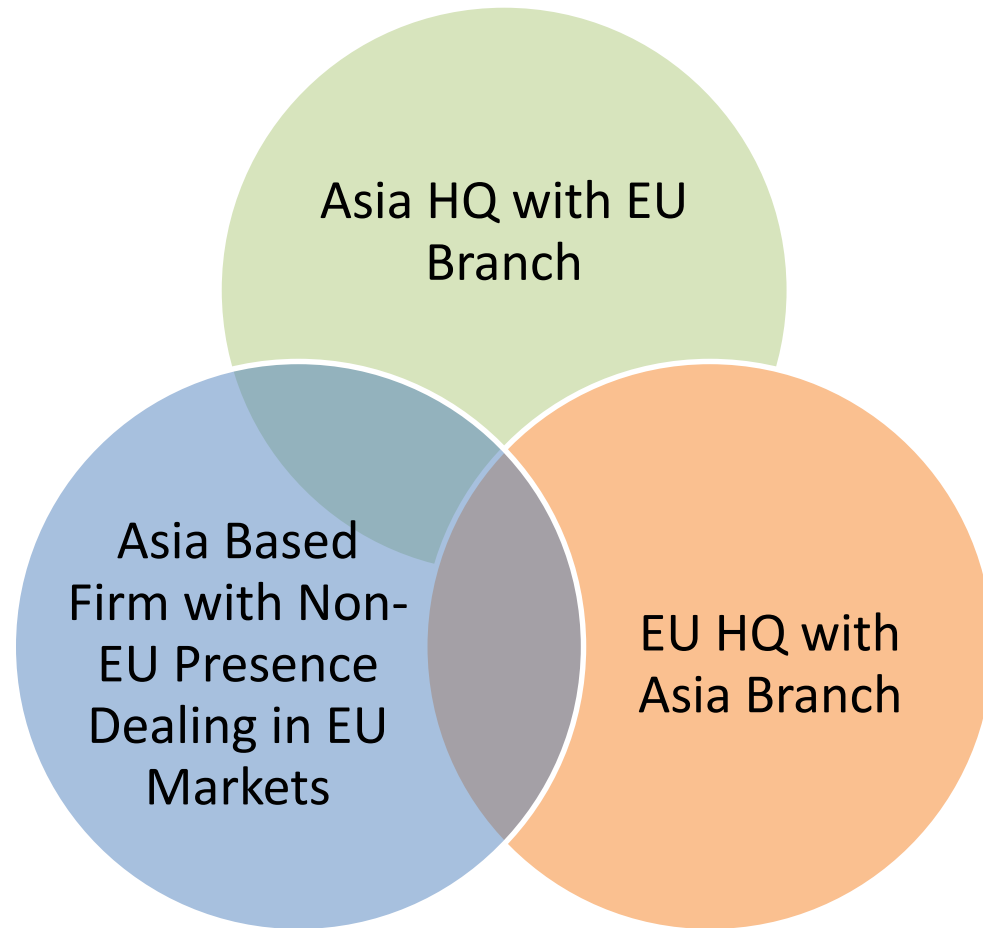 Asia HQ with EU
Branch
Asia Based
Firm with Non-
EU Presence
Dealing in EU
Markets
EU HQ with
Asia Branch